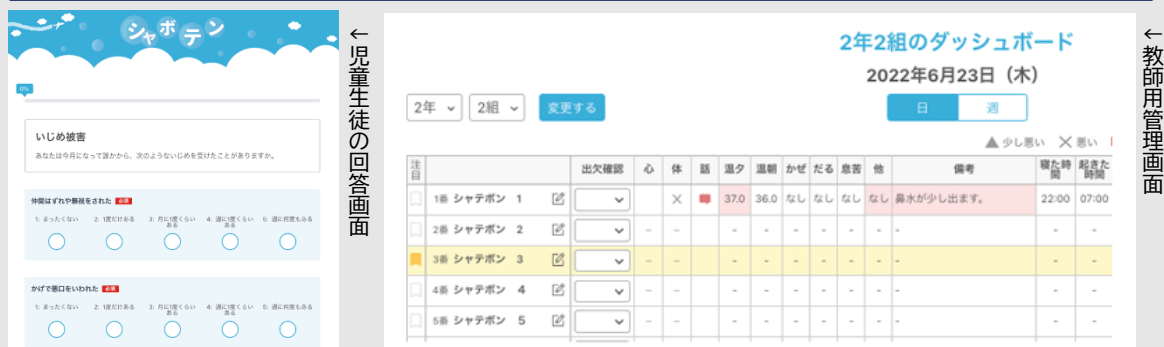 シャボテン
0%
いじめ被害
あなたは今月になって誰かから、次のようないじめを受けたことがありますか。
仲間はずれや無視をされた 必須
1: まったくない 2: 1度だけある 3: 月に1度くらいある 4: 週に1度くらいある 5: 週に何度もある
かげで悪口をいわれた 必須
1: まったくない 2: 1度だけある 3: 月に1度くらいある 4: 週に1度くらいある 5: 週に何度もある
←児童生徒の回答画面
2年2組のダッシュボード
2022年6月23日（木）
2年 2組 変更する 日 週
▲少し悪い ×悪い
注目 出欠確認 心 体 話 温夕 温朝 かぜ だる 息苦 他 備考 寝た時間 起きた時間
1番 シャテボン 1 × 37.0 36.0 なし なし なし なし 鼻水が少し出ます。 22:00 07:00
2番 シャテボン 2 - - - - - - - - - - -
3番 シャテボン 3 - - - - - - - - - - -
4番 シャテボン 4 - - - - - - - - - - -
5番 シャテボン 5 - - - - - - - - - - -
←教師用管理画面